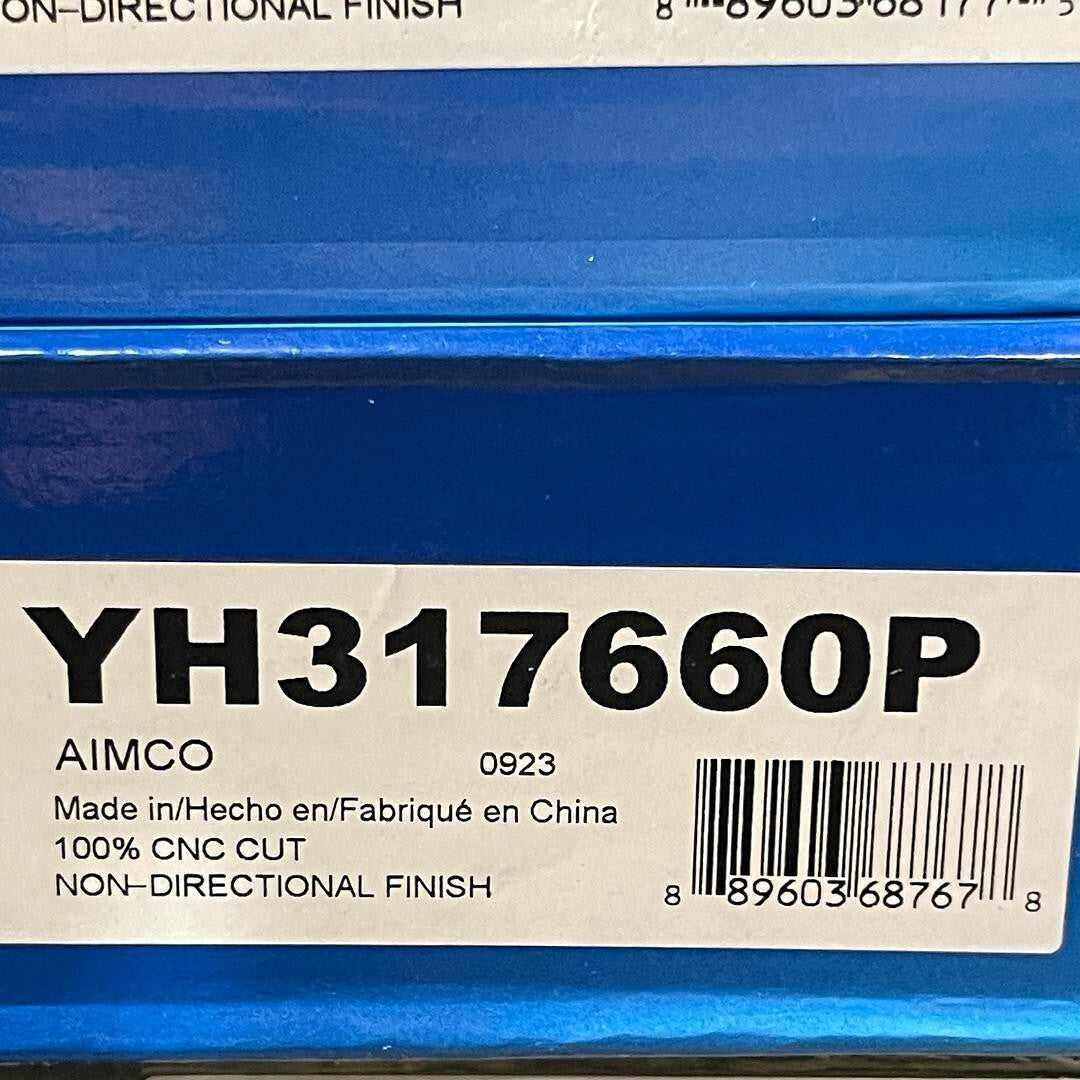 ON-DIRECTIONAL FINISH
YH317660P
AIMCO 0923
Made in/Hecho en/Fabriqué en China
100% CNC CUT
NON-DIRECTIONAL FINISH
8 89603 68767 8